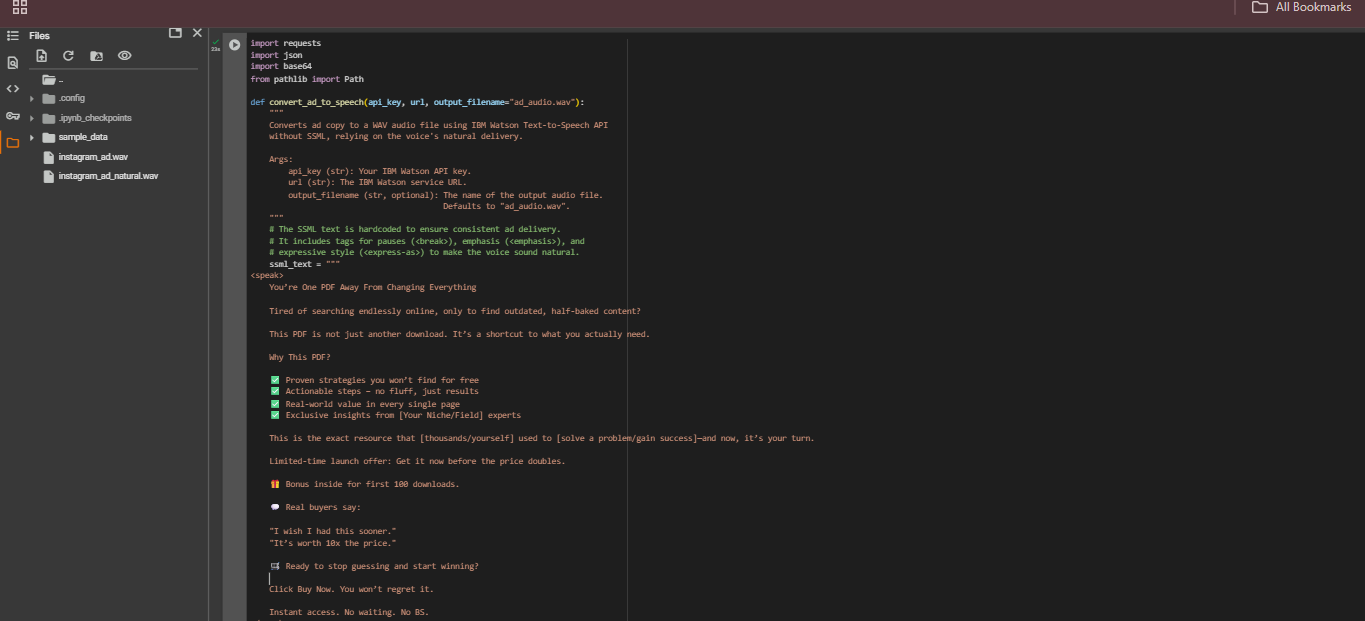 All Bookmarks
Files
..
.config
.ipynb_checkpoints
sample_data
instagram_ad.wav
instagram_ad_natural.wav
23s
import requests
import json
import base64
from pathlib import Path
def convert_ad_to_speech(api_key, url, output_filename="ad_audio.wav"):
"""
Converts ad copy to a WAV audio file using IBM Watson Text-to-Speech API
without SSML, relying on the voice's natural delivery.
Args:
api_key (str): Your IBM Watson API key.
url (str): The IBM Watson service URL.
output_filename (str, optional): The name of the output audio file.
Defaults to "ad_audio.wav".
"""
# The SSML text is hardcoded to ensure consistent ad delivery.
# It includes tags for pauses (<break>), emphasis (<emphasis>), and
# expressive style (<express-as>) to make the voice sound natural.
ssml_text = """
<speak>
You're One PDF Away From Changing Everything
Tired of searching endlessly online, only to find outdated, half-baked content?
This PDF is not just another download. It’s a shortcut to what you actually need.
Why This PDF?
✅ Proven strategies you won’t find for free
✅ Actionable steps – no fluff, just results
✅ Real-world value in every single page
✅ Exclusive insights from [Your Niche/Field] experts
This is the exact resource that [thousands/yourself] used to [solve a problem/gain success]—and now, it’s your turn.
Limited-time launch offer: Get it now before the price doubles.
🎁 Bonus inside for first 100 downloads.
💬 Real buyers say:
"I wish I had this sooner."
"It’s worth 10x the price."
🛒 Ready to stop guessing and start winning?
Click Buy Now. You won’t regret it.
Instant access. No waiting. No BS.